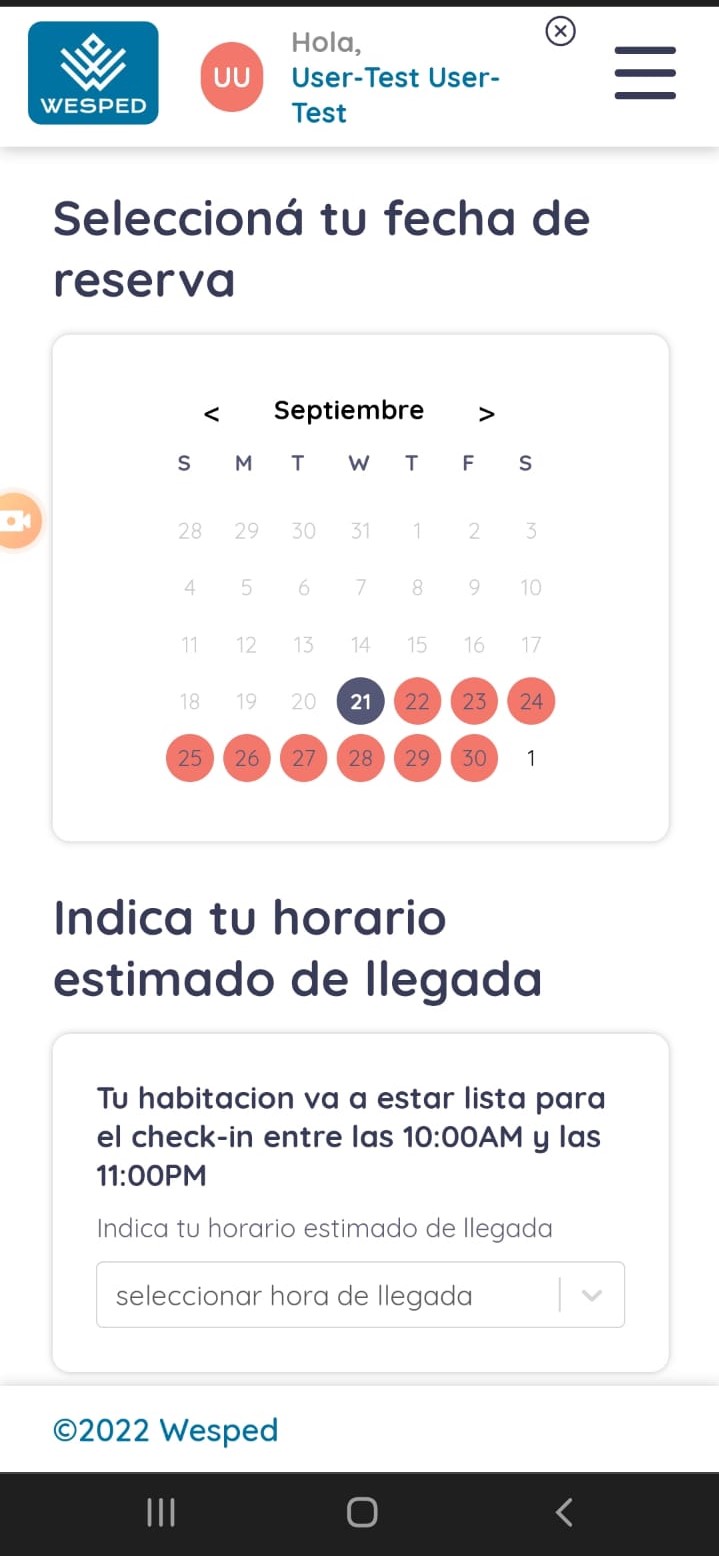 Hola,
WESPED
UU
User-Test User-
Test
Seleccioná tu fecha de
reserva
< Septiembre >
S M T W T F S
28 29 30 31 1 2 3
4 5 6 7 8 9 10
11 12 13 14 15 16 17
18 19 20 21 22 23 24
25 26 27 28 29 30 1
Indica tu horario
estimado de llegada
Tu habitacion va a estar lista para
el check-in entre las 10:00AM y las
11:00PM
Indica tu horario estimado de llegada
seleccionar hora de llegada
©2022 Wesped